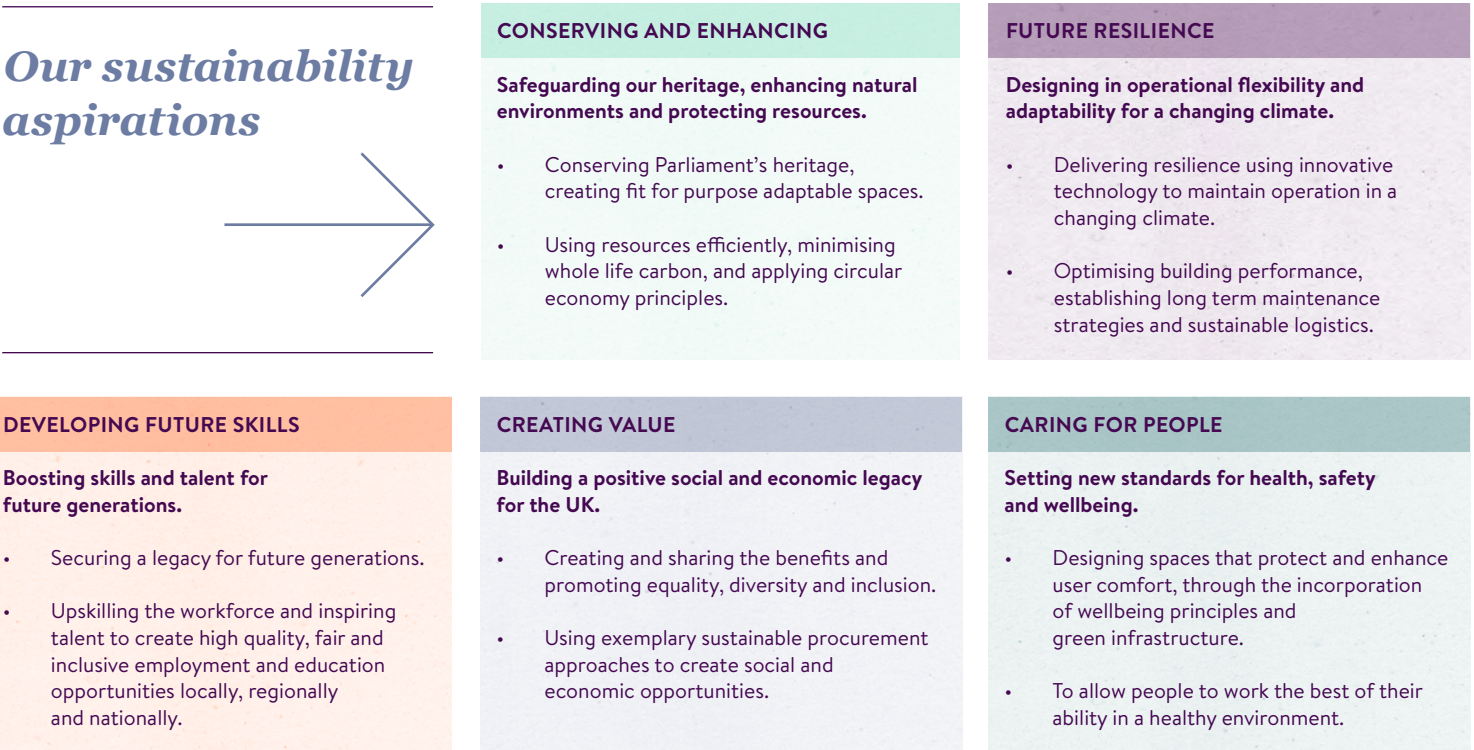 Our sustainability
aspirations
CONSERVING AND ENHANCING
Safeguarding our heritage, enhancing natural
environments and protecting resources.
• Conserving Parliament’s heritage,
creating fit for purpose adaptable spaces.
• Using resources efficiently, minimising
whole life carbon, and applying circular
economy principles.
FUTURE RESILIENCE
Designing in operational flexibility and
adaptability for a changing climate.
• Delivering resilience using innovative
technology to maintain operation in a
changing climate.
• Optimising building performance,
establishing long term maintenance
strategies and sustainable logistics.
DEVELOPING FUTURE SKILLS
Boosting skills and talent for
future generations.
• Securing a legacy for future generations.
• Upskilling the workforce and inspiring
talent to create high quality, fair and
inclusive employment and education
opportunities locally, regionally
and nationally.
CREATING VALUE
Building a positive social and economic legacy
for the UK.
• Creating and sharing the benefits and
promoting equality, diversity and inclusion.
• Using exemplary sustainable procurement
approaches to create social and
economic opportunities.
CARING FOR PEOPLE
Setting new standards for health, safety
and wellbeing.
• Designing spaces that protect and enhance
user comfort, through the incorporation
of wellbeing principles and
green infrastructure.
• To allow people to work the best of their
ability in a healthy environment.